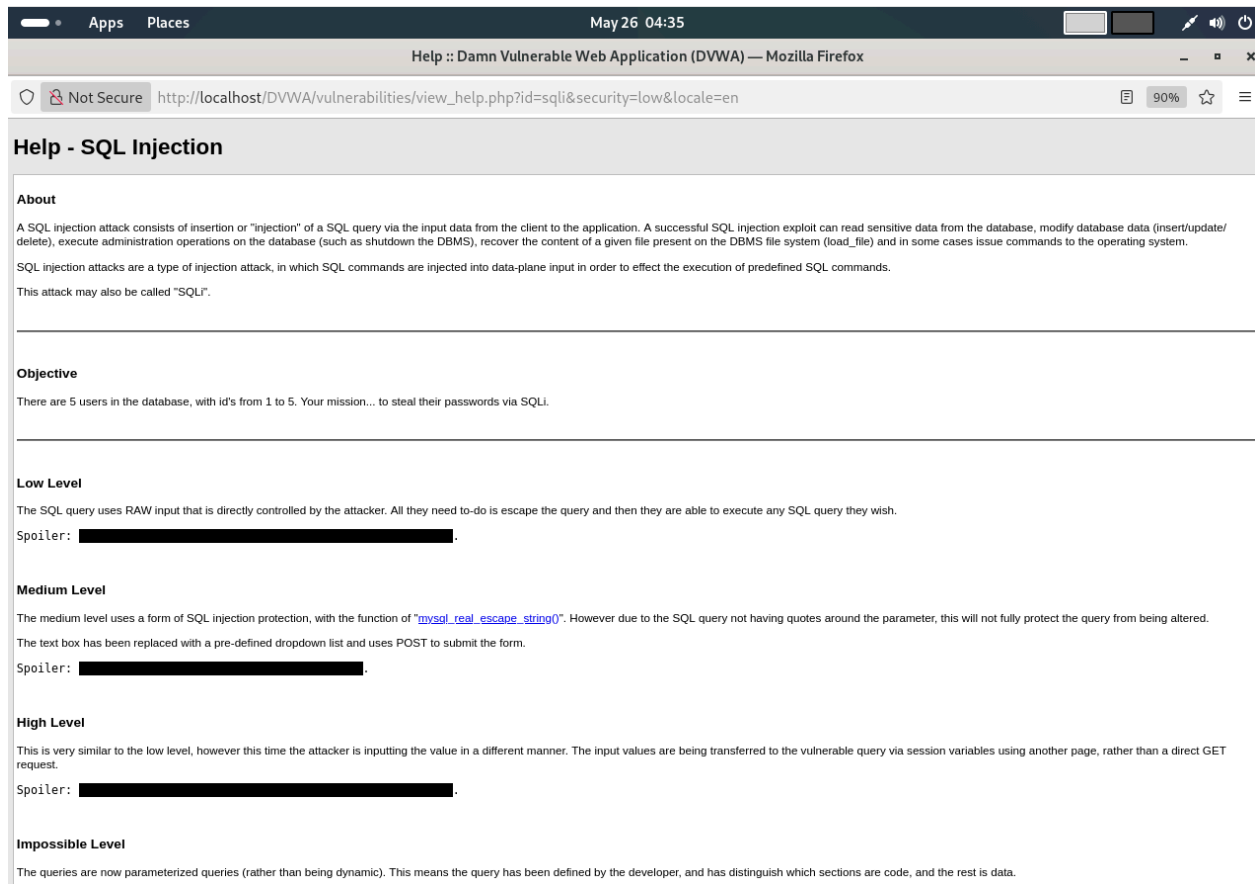 Apps Places May 26 04:35
Help :: Damn Vulnerable Web Application (DVWA) — Mozilla Firefox
Not Secure http://localhost/DVWA/vulnerabilities/view_help.php?id=sqli&security=low&locale=en 90%
Help - SQL Injection
About
A SQL injection attack consists of insertion or "injection" of a SQL query via the input data from the client to the application. A successful SQL injection exploit can read sensitive data from the database, modify database data (insert/update/
delete), execute administration operations on the database (such as shutdown the DBMS), recover the content of a given file present on the DBMS file system (load_file) and in some cases issue commands to the operating system.
SQL injection attacks are a type of injection attack, in which SQL commands are injected into data-plane input in order to effect the execution of predefined SQL commands.
This attack may also be called "SQLi".
Objective
There are 5 users in the database, with id's from 1 to 5. Your mission... to steal their passwords via SQLi.
Low Level
The SQL query uses RAW input that is directly controlled by the attacker. All they need to-do is escape the query and then they are able to execute any SQL query they wish.
Spoiler: .
Medium Level
The medium level uses a form of SQL injection protection, with the function of "mysql_real_escape_string()". However due to the SQL query not having quotes around the parameter, this will not fully protect the query from being altered.
The text box has been replaced with a pre-defined dropdown list and uses POST to submit the form.
Spoiler: .
High Level
This is very similar to the low level, however this time the attacker is inputting the value in a different manner. The input values are being transferred to the vulnerable query via session variables using another page, rather than a direct GET
request.
Spoiler: .
Impossible Level
The queries are now parameterized queries (rather than being dynamic). This means the query has been defined by the developer, and has distinguish which sections are code, and the rest is data.